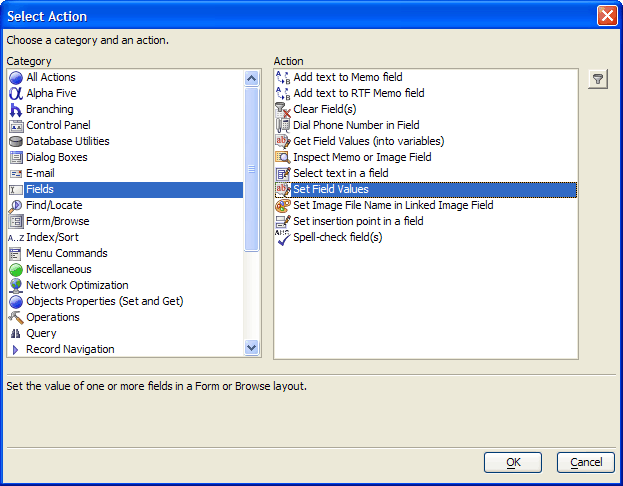 Select Action
Choose a category and an action.
Category
All Actions
Alpha Five
Branching
Control Panel
Database Utilities
Dialog Boxes
E-mail
Fields
Find/Locate
Form/Browse
A..Z Index/Sort
Menu Commands
Miscellaneous
Network Optimization
Objects Properties (Set and Get)
Operations
Query
Record Navigation
Action
Add text to Memo field
Add text to RTF Memo field
Clear Field(s)
Dial Phone Number in Field
Get Field Values (into variables)
Inspect Memo or Image Field
Select text in a field
Set Field Values
Set Image File Name in Linked Image Field
Set insertion point in a field
Spell-check field(s)
Set the value of one or more fields in a Form or Browse layout.
OK
Cancel